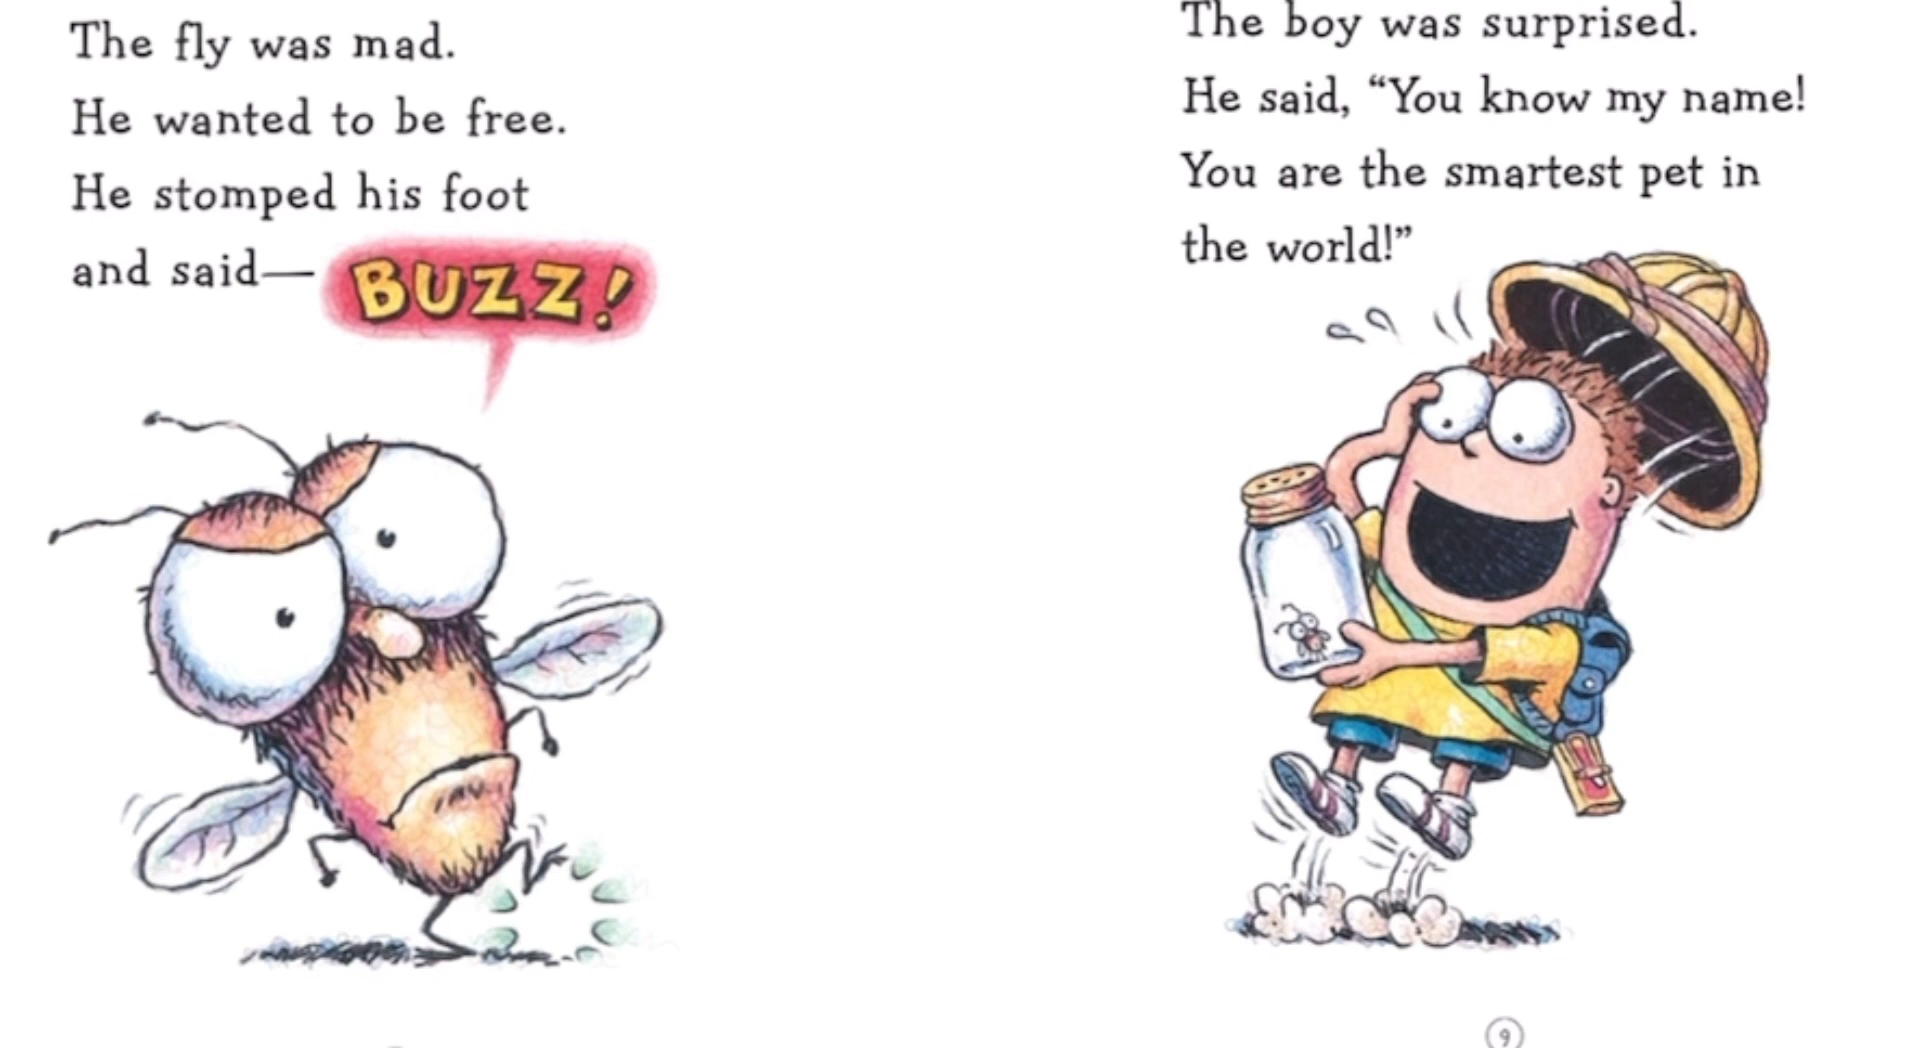 The fly was mad.
He wanted to be free.
He stomped his foot
and said— BUZZ!
The boy was surprised.
He said, “You know my name!
You are the smartest pet in
the world!”
9